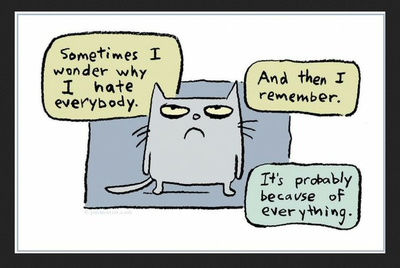 Sometimes I
wonder why
I hate
everybody.
And then I
remember.
It's probably
because of
everything.